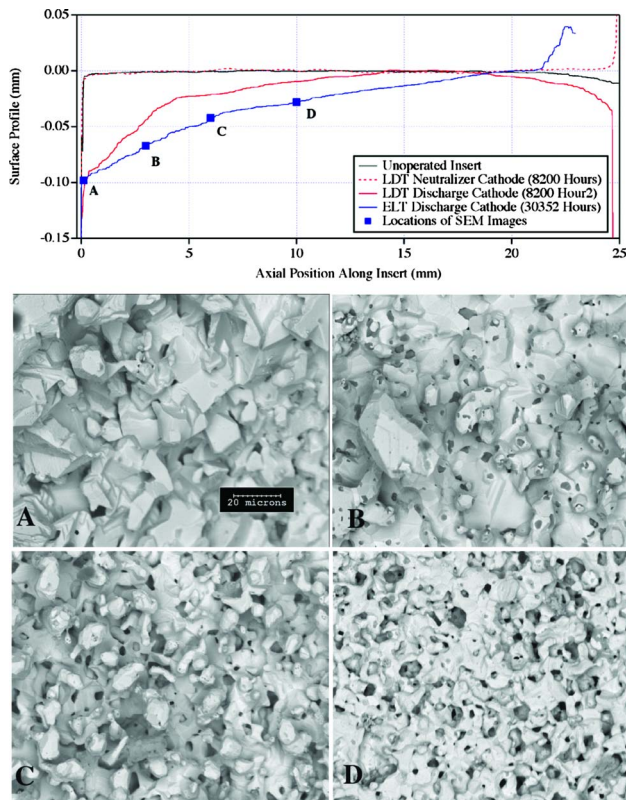 0.05
0.00
-0.05
-0.10
-0.15
Surface Profile (mm)
A
B
C
D
Unoperated Insert
LDT Neutralizer Cathode (8200 Hours)
LDT Discharge Cathode (8200 Hour2)
ELT Discharge Cathode (30352 Hours)
Locations of SEM Images
0
5
10
15
20
25
Axial Position Along Insert (mm)
A
20 microns
B
C
D